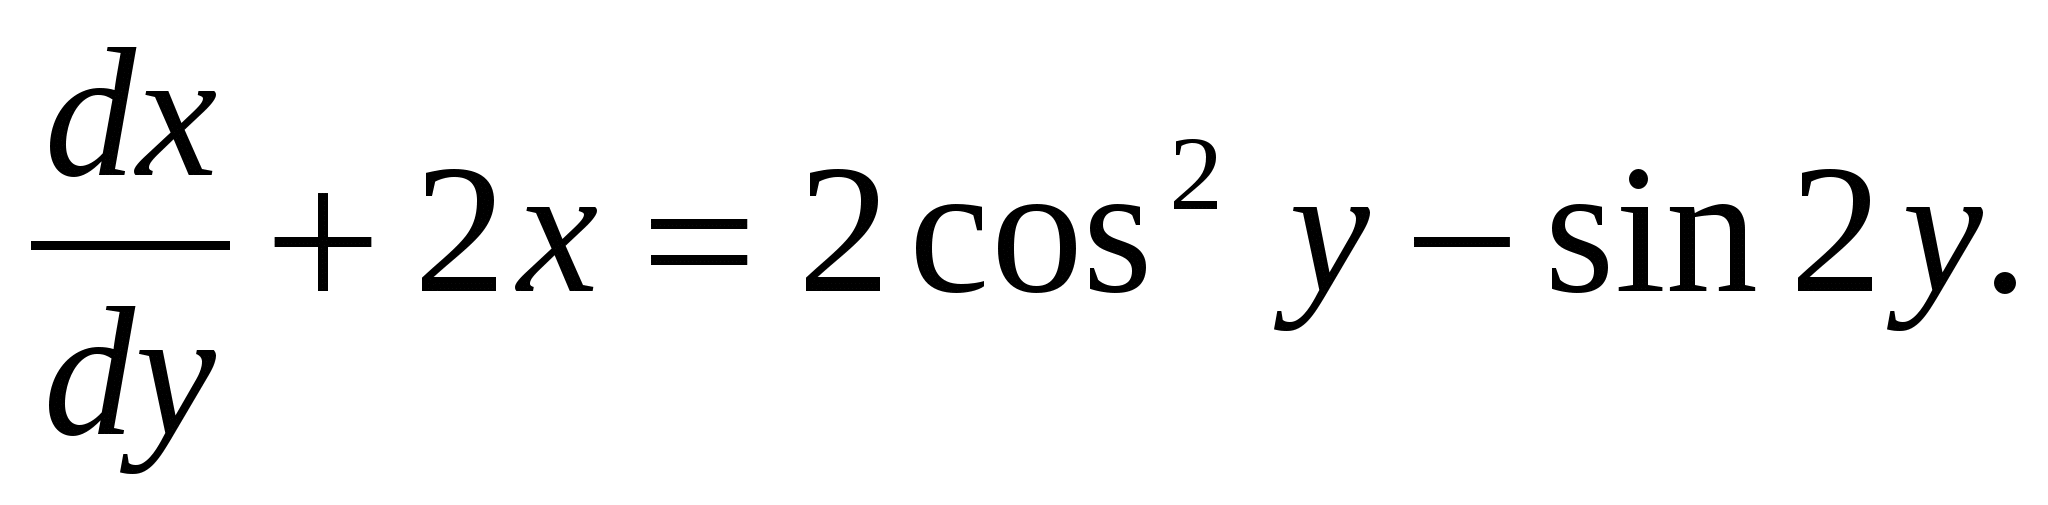 dx/dy + 2x = 2cos² y − sin 2y.